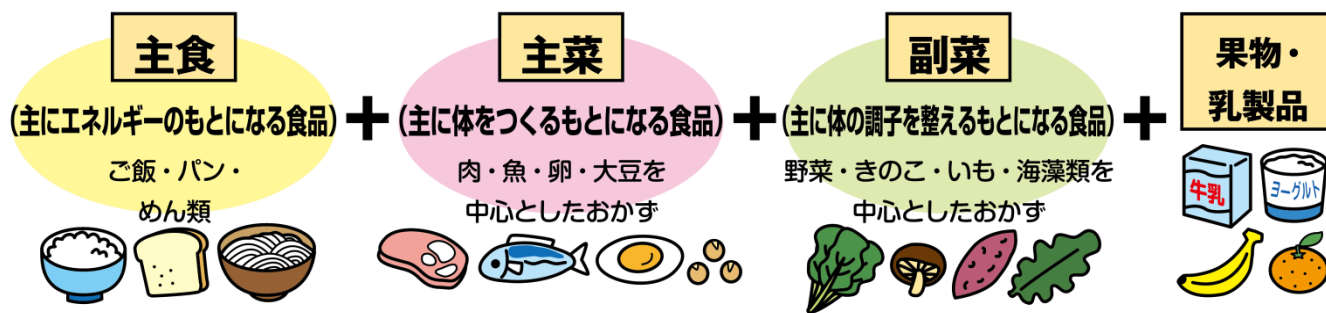 主食
(主にエネルギーのもとになる食品)
ご飯・パン・
めん類
+
主菜
(主に体をつくるもとになる食品)
肉・魚・卵・大豆を
中心としたおかず
+
副菜
(主に体の調子を整えるもとになる食品)
野菜・きのこ・いも・海藻類を
中心としたおかず
+
果物・
乳製品
牛乳
ヨーグルト